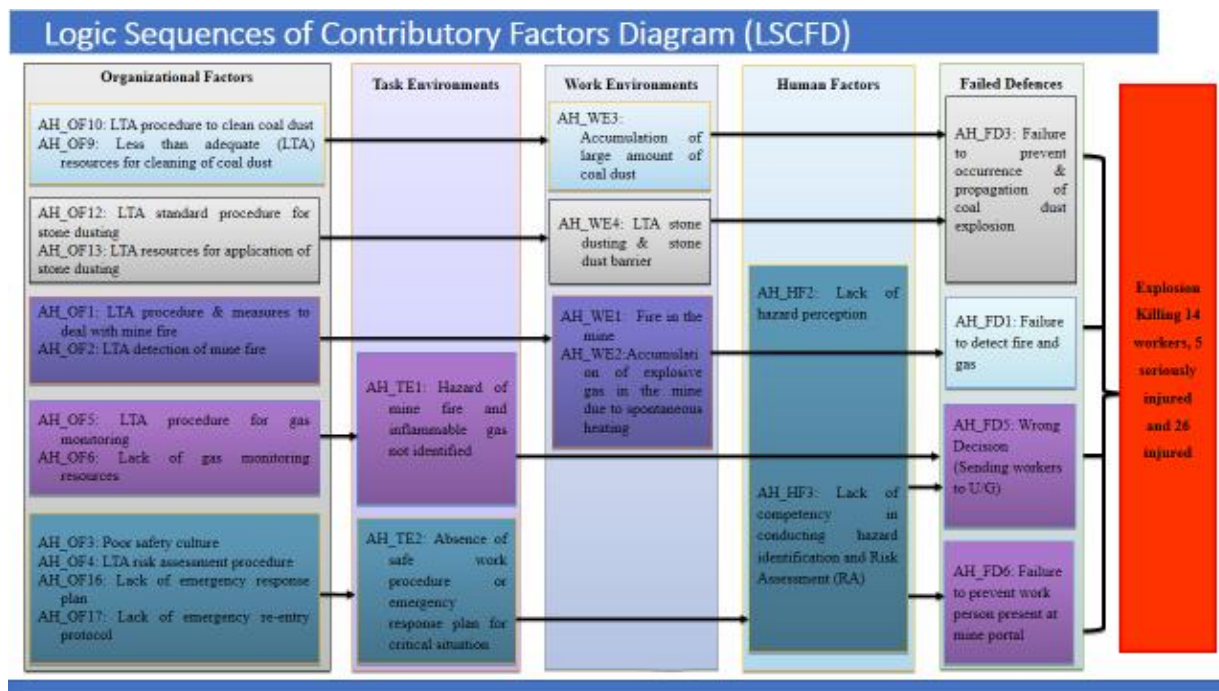 Logic Sequences of Contributory Factors Diagram (LSCFD)
Organizational Factors
AH_OF10: LTA procedure to clean coal dust
AH_OF9: Less than adequate (LTA)
resources for cleaning of coal dust
AH_OF12: LTA standard procedure for
stone dusting
AH_OF13: LTA resources for application of
stone dusting
AH_OF1: LTA procedure & measures to
deal with mine fire
AH_OF2: LTA detection of mine fire
AH_OF5: LTA procedure for gas
monitoring
AH_OF6: Lack of gas monitoring
resources
AH_OF3: Poor safety culture
AH_OF4: LTA risk assessment procedure
AH_OF16: Lack of emergency response
plan
AH_OF17: Lack of emergency re-entry
protocol
Task Environments
AH_TE1: Hazard of
mine fire and
inflammable gas
not identified
AH_TE2: Absence of
safe work
procedure or
emergency
response plan for
critical situation
Work Environments
AH_WE3:
Accumulation of
large amount of
coal dust
AH_WE4: LTA stone
dusting & stone
dust barrier
AH_WE1: Fire in the
mine
AH_WE2:Accumulati
on of explosive
gas in the mine
due to spontaneous
heating
Human Factors
AH_HF2: Lack of
hazard perception
AH_HF3: Lack of
competency in
conducting hazard
identification and Risk
Assessment (RA)
Failed Defences
AH_FD3: Failure
to prevent
occurrence &
propagation of
coal dust
explosion
AH_FD1: Failure
to detect fire and
gas
AH_FD5: Wrong
Decision
(Sending workers
to U/G)
AH_FD6: Failure
to prevent work
person present at
mine portal
Explosion
Killing 14
workers, 5
seriously
injured
and 26
injured